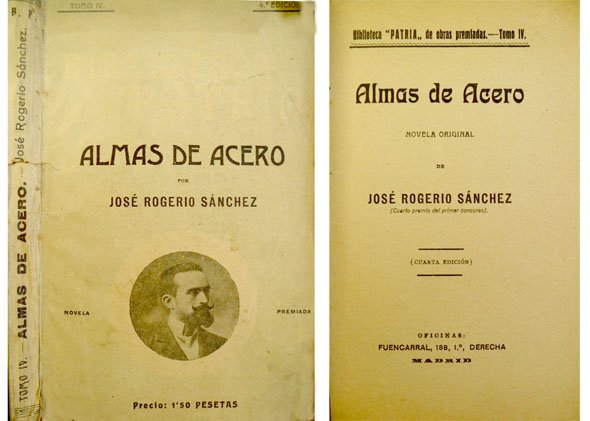 B. P.
TOMO IV. ALMAS DE ACERO.—José Rogerio Sánchez.
TOMO IV.
4.ª EDICIÓN
ALMAS DE ACERO
POR
JOSÉ ROGERIO SÁNCHEZ
NOVELA
PREMIADA
Precio: 1'50 PESETAS
Biblioteca "PATRIA„ de obras premiadas.—Tomo IV.
Almas de Acero
NOVELA ORIGINAL
DE
JOSÉ ROGERIO SÁNCHEZ
(Cuarto premio del primer concurso).
(CUARTA EDICIÓN)
OFICINAS:
FUENCARRAL, 138, 1.º, DERECHA
MADRID